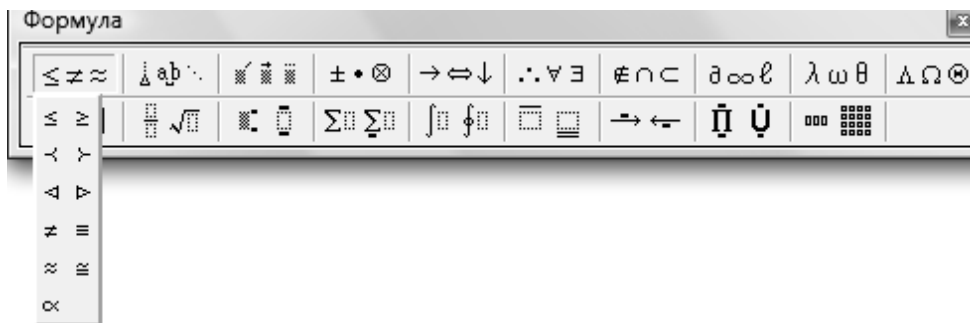 Формула
≤ ≠ ≈ ∆ a͎b ⋱ ± • ⊗ → ⇔ ↓ ∴ ∀ ∃ ∉ ∩ ⊂ ∂ ∞ ℓ λ ω θ Λ Ω Θ
≤ ≥ √ Σ Σ ∫ ∮ → ← Π U
≺ ≻
⊲ ⊳
≠ ≡
≈ ≅
∝